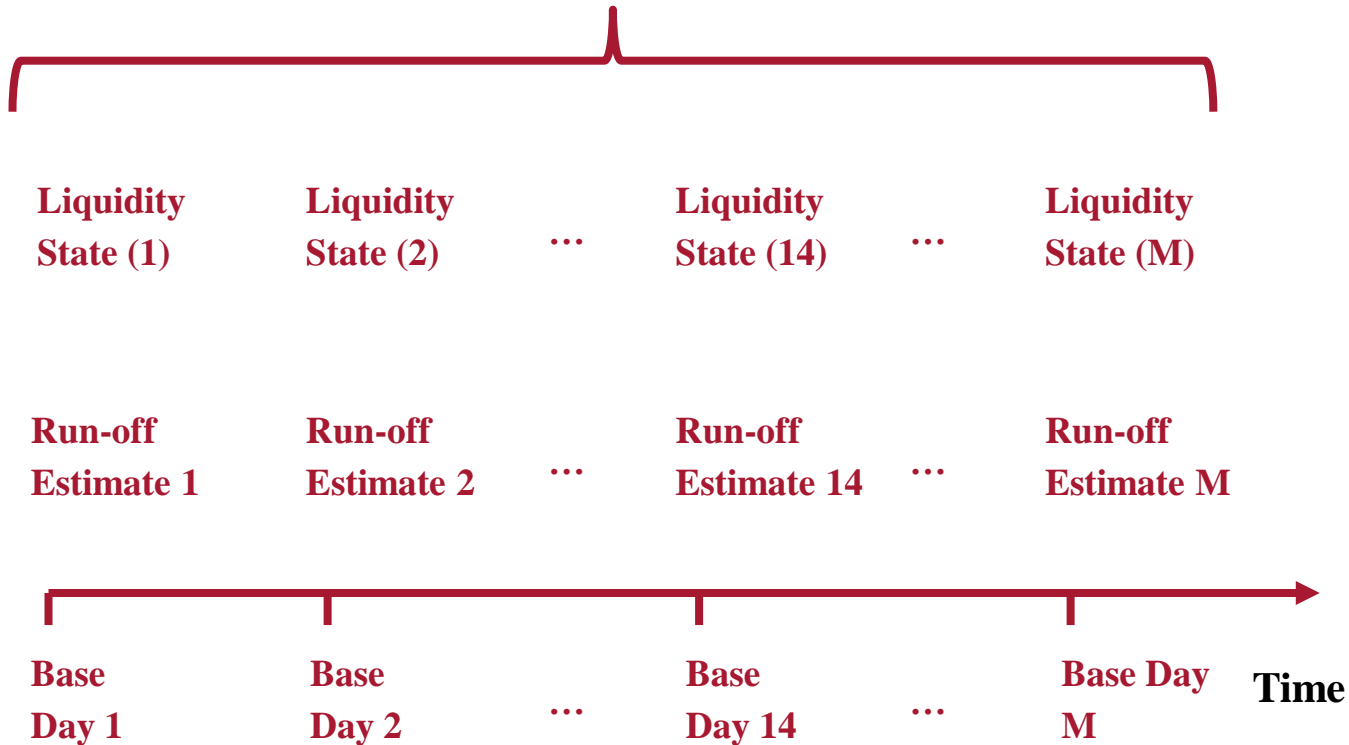 Liquidity Liquidity Liquidity Liquidity
State (1) State (2) … State (14) … State (M)
Run-off Run-off Run-off Run-off
Estimate 1 Estimate 2 … Estimate 14 … Estimate M
Base Base Base Base Day Time
Day 1 Day 2 … Day 14 … M